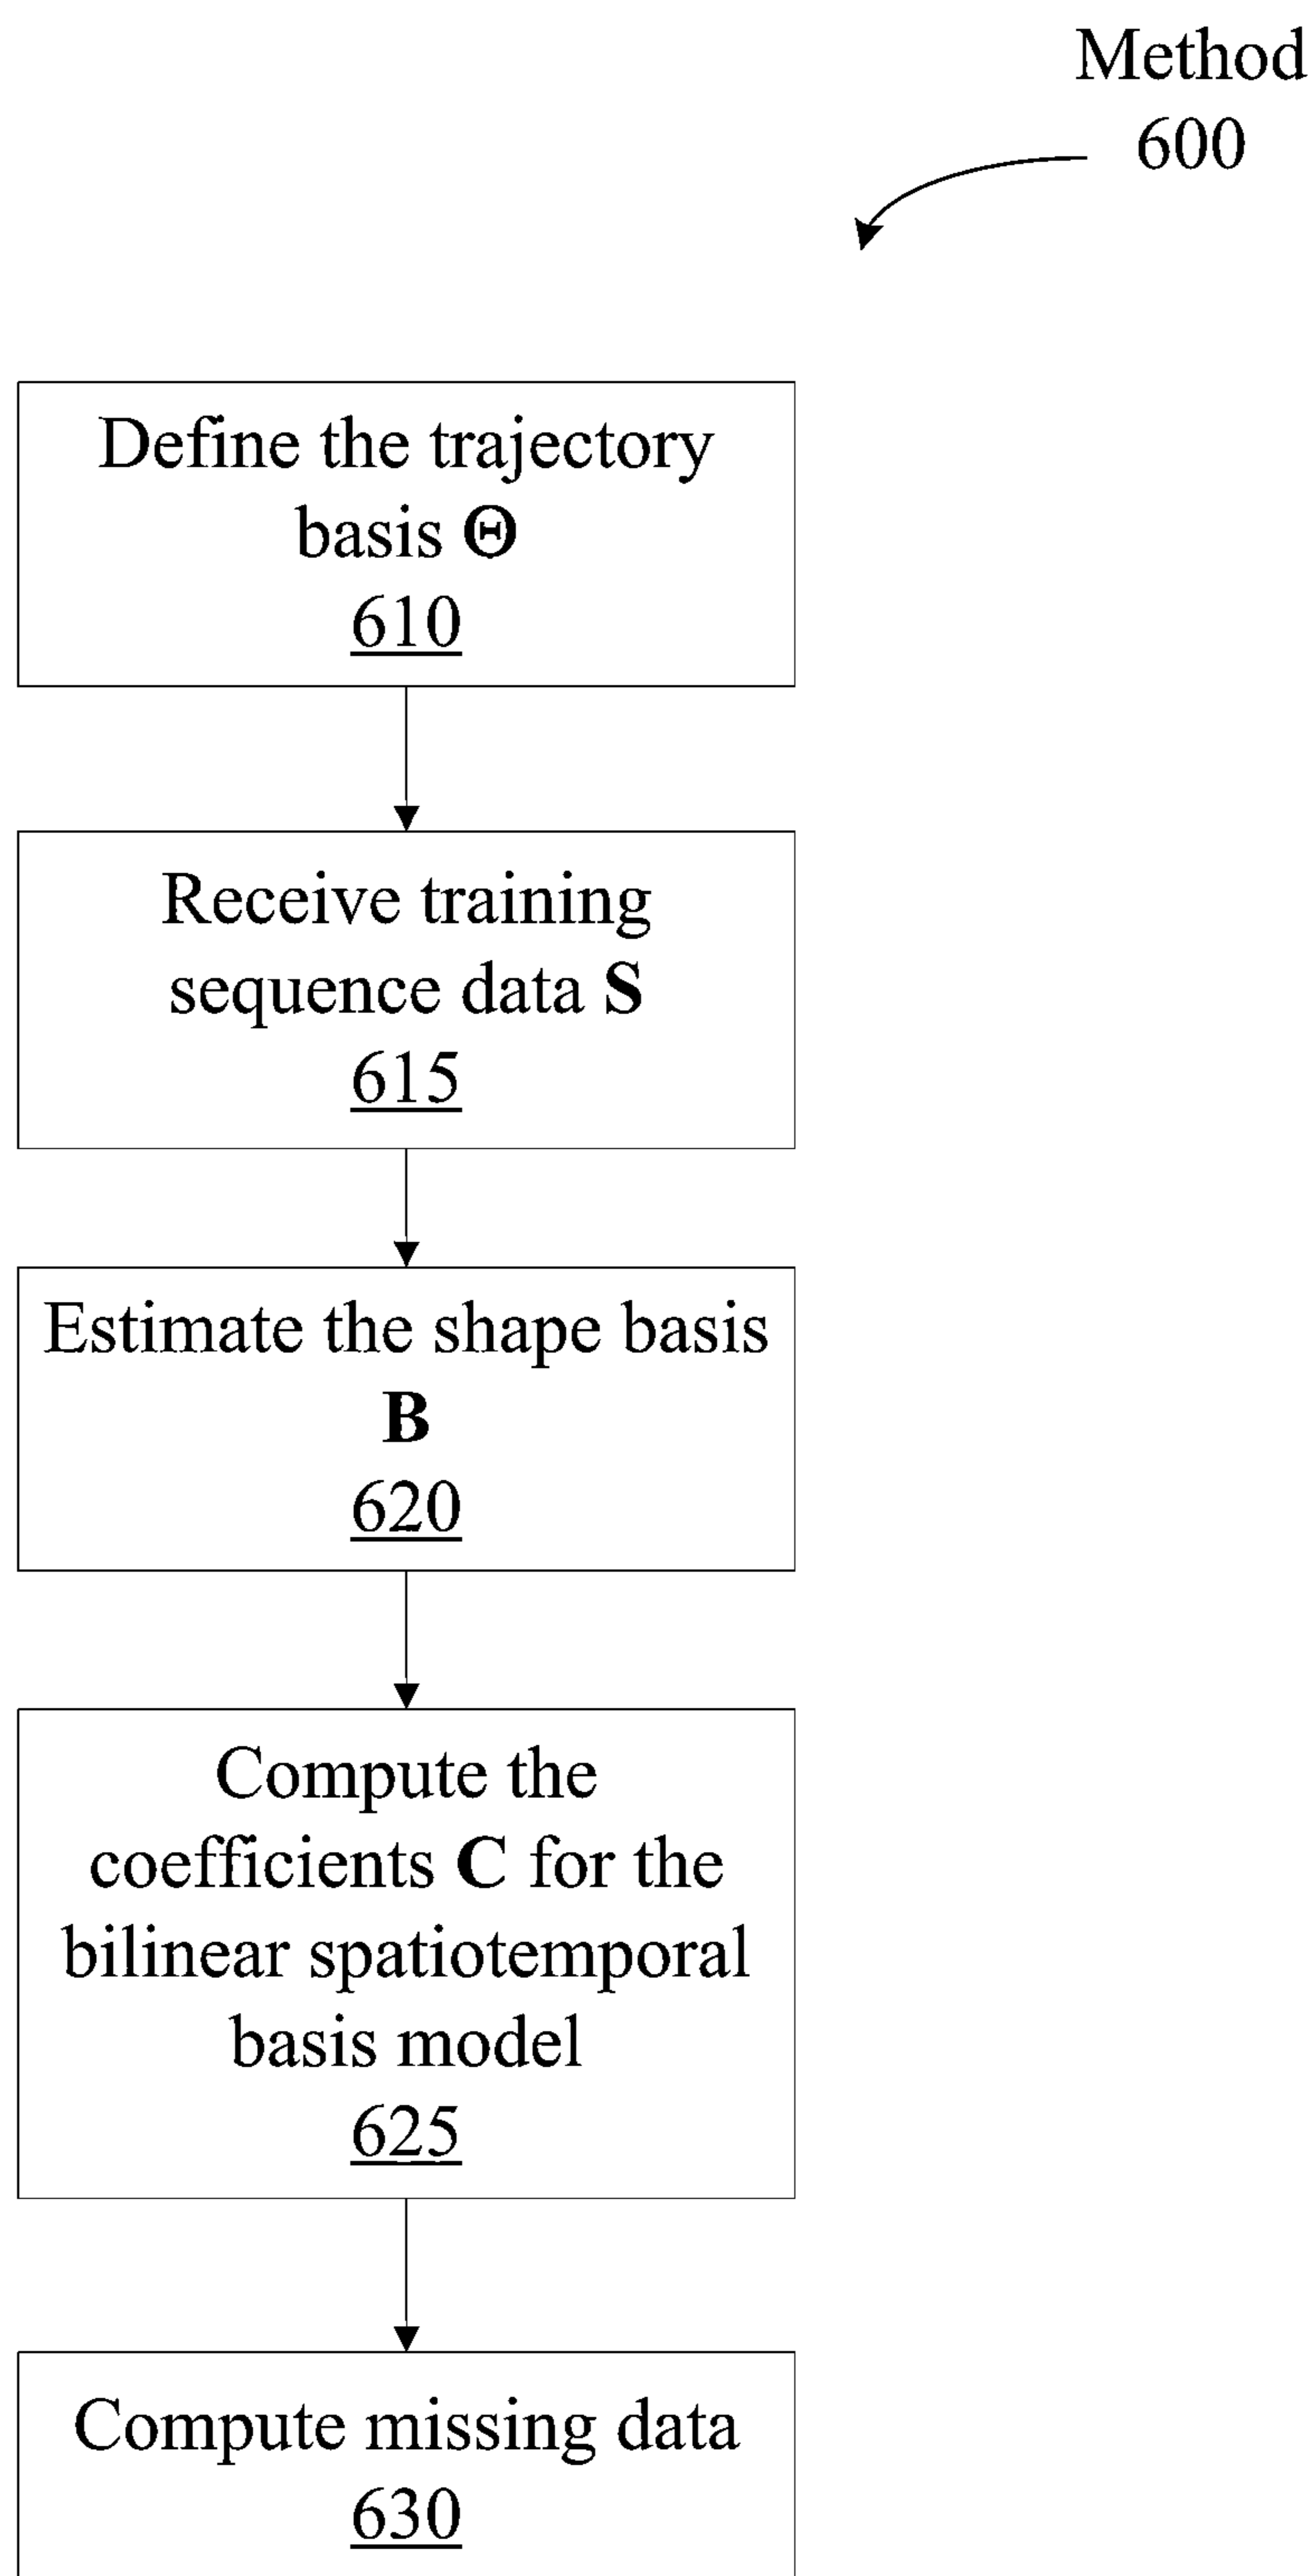 Method
600
Define the trajectory
basis Θ
610
Receive training
sequence data S
615
Estimate the shape basis
B
620
Compute the
coefficients C for the
bilinear spatiotemporal
basis model
625
Compute missing data
630